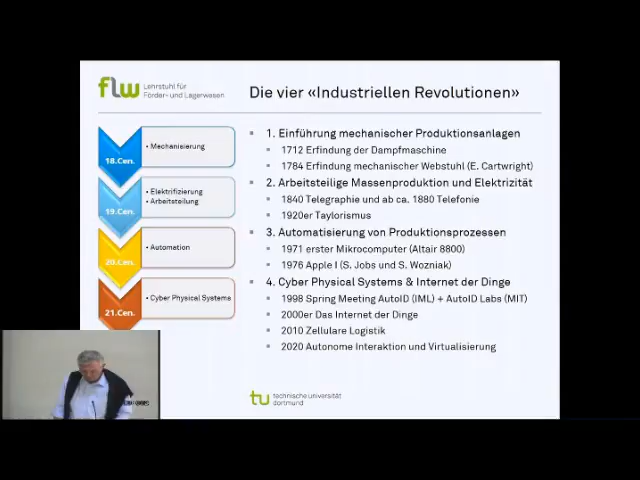 flw Lehrstuhl für
Förder- und Lagerwesen
Die vier «Industriellen Revolutionen»
18.Cen.
• Mechanisierung
19.Cen.
• Elektrifizierung
• Arbeitsteilung
20.Cen.
• Automation
21.Cen.
• Cyber Physical Systems
1. Einführung mechanischer Produktionsanlagen
1712 Erfindung der Dampfmaschine
1784 Erfindung mechanischer Webstuhl (E. Cartwright)
2. Arbeitsteilige Massenproduktion und Elektrizität
1840 Telegraphie und ab ca. 1880 Telefonie
1920er Taylorismus
3. Automatisierung von Produktionsprozessen
1971 erster Mikrocomputer (Altair 8800)
1976 Apple I (S. Jobs und S. Wozniak)
4. Cyber Physical Systems & Internet der Dinge
1998 Spring Meeting AutoID (IML) + AutoID Labs (MIT)
2000er Das Internet der Dinge
2010 Zellulare Logistik
2020 Autonome Interaktion und Virtualisierung
tu technische universität
dortmund